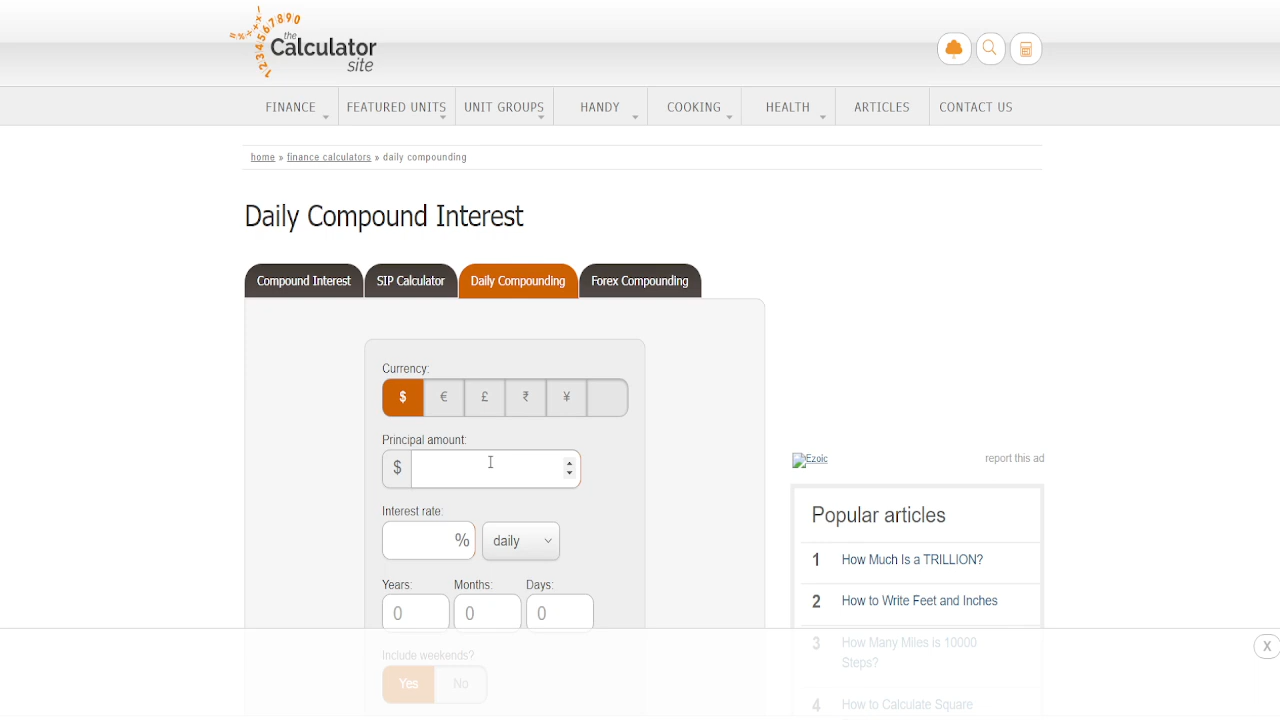 the
Calculator
site
FINANCE FEATURED UNITS UNIT GROUPS HANDY COOKING HEALTH ARTICLES CONTACT US
home » finance calculators » daily compounding
Daily Compound Interest
Compound Interest SIP Calculator Daily Compounding Forex Compounding
Currency:
$ € £ ₹ ¥
Principal amount:
$
Interest rate:
% daily
Years: Months: Days:
0 0 0
Include weekends?
Yes No
Ezoic report this ad
Popular articles
1 How Much Is a TRILLION?
2 How to Write Feet and Inches
3 How Many Miles is 10000
Steps?
4 How to Calculate Square
X